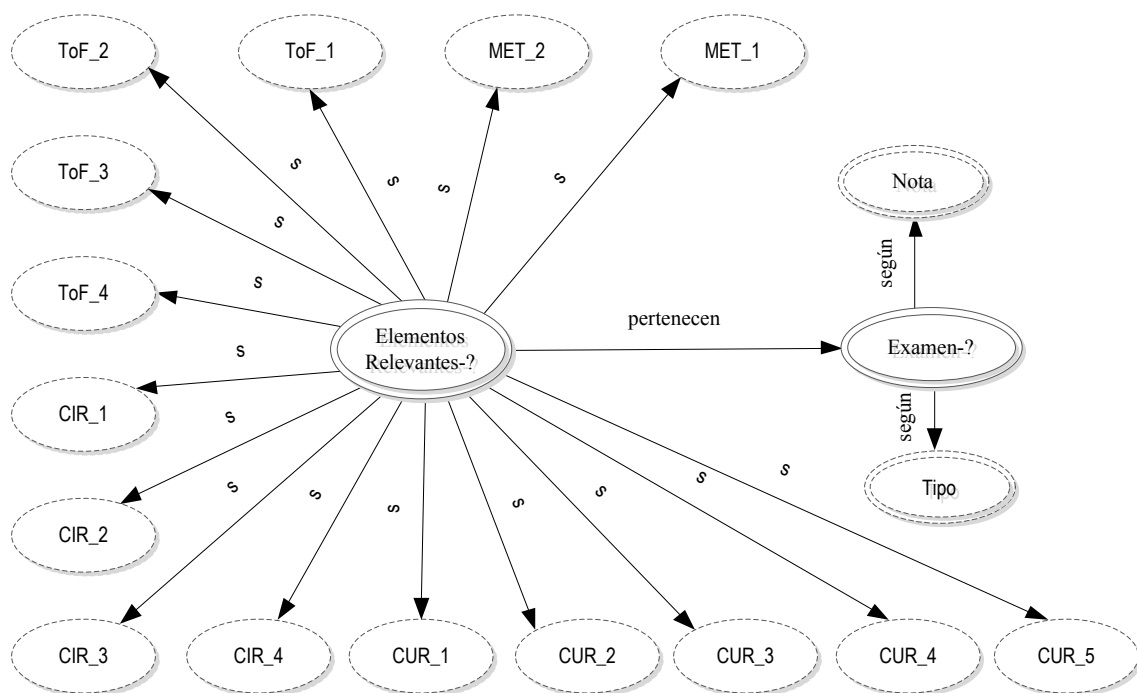 ToF_2
ToF_1
MET_2
MET_1
s
s
s
s
ToF_3
Nota
s
según
ToF_4
s
pertenecen
Elementos
Relevantes-?
Examen-?
s
CIR_1
s
según
s
s
s
s
s
s
s
Tipo
CIR_2
CIR_3
CIR_4
CUR_1
CUR_2
CUR_3
CUR_4
CUR_5